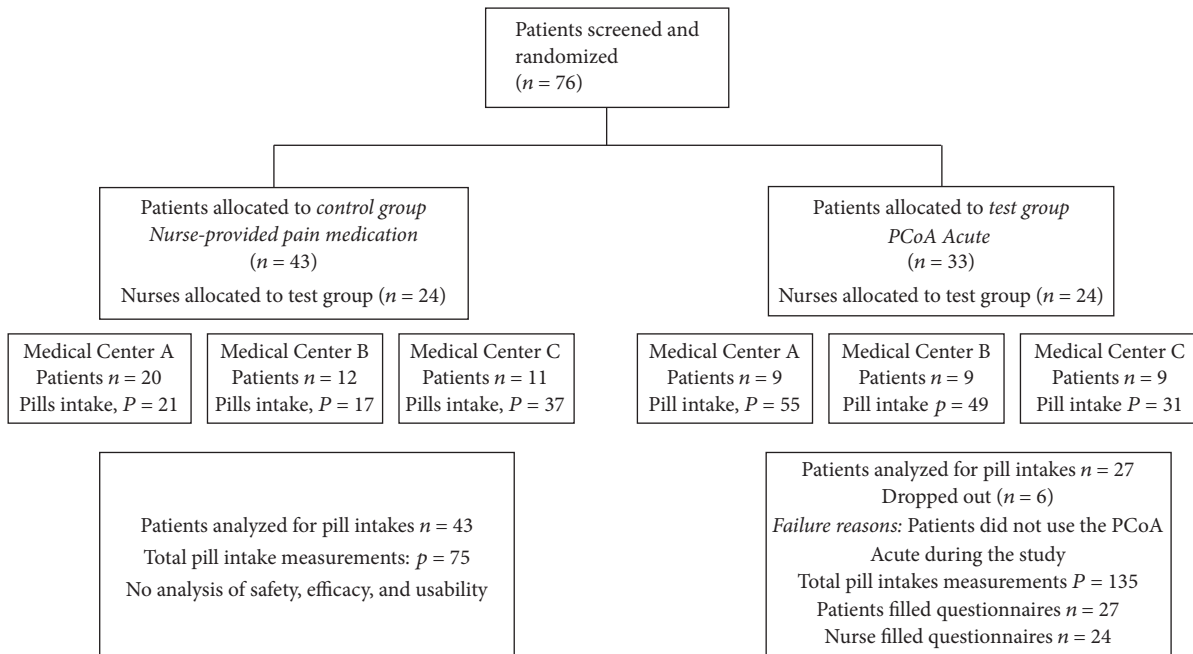 Patients screened and
randomized
(n = 76)
Patients allocated to control group
Nurse-provided pain medication
(n = 43)
Nurses allocated to test group (n = 24)
Patients allocated to test group
PCoA Acute
(n = 33)
Nurses allocated to test group (n = 24)
Medical Center A
Patients n = 20
Pills intake, P = 21
Medical Center B
Patients n = 12
Pills intake, P = 17
Medical Center C
Patients n = 11
Pills intake, P = 37
Medical Center A
Patients n = 9
Pill intake, P = 55
Medical Center B
Patients n = 9
Pill intake p = 49
Medical Center C
Patients n = 9
Pill intake P = 31
Patients analyzed for pill intakes n = 43
Total pill intake measurements: p = 75
No analysis of safety, efficacy, and usability
Patients analyzed for pill intakes n = 27
Dropped out (n = 6)
Failure reasons: Patients did not use the PCoA
Acute during the study
Total pill intakes measurements P = 135
Patients filled questionnaires n = 27
Nurse filled questionnaires n = 24